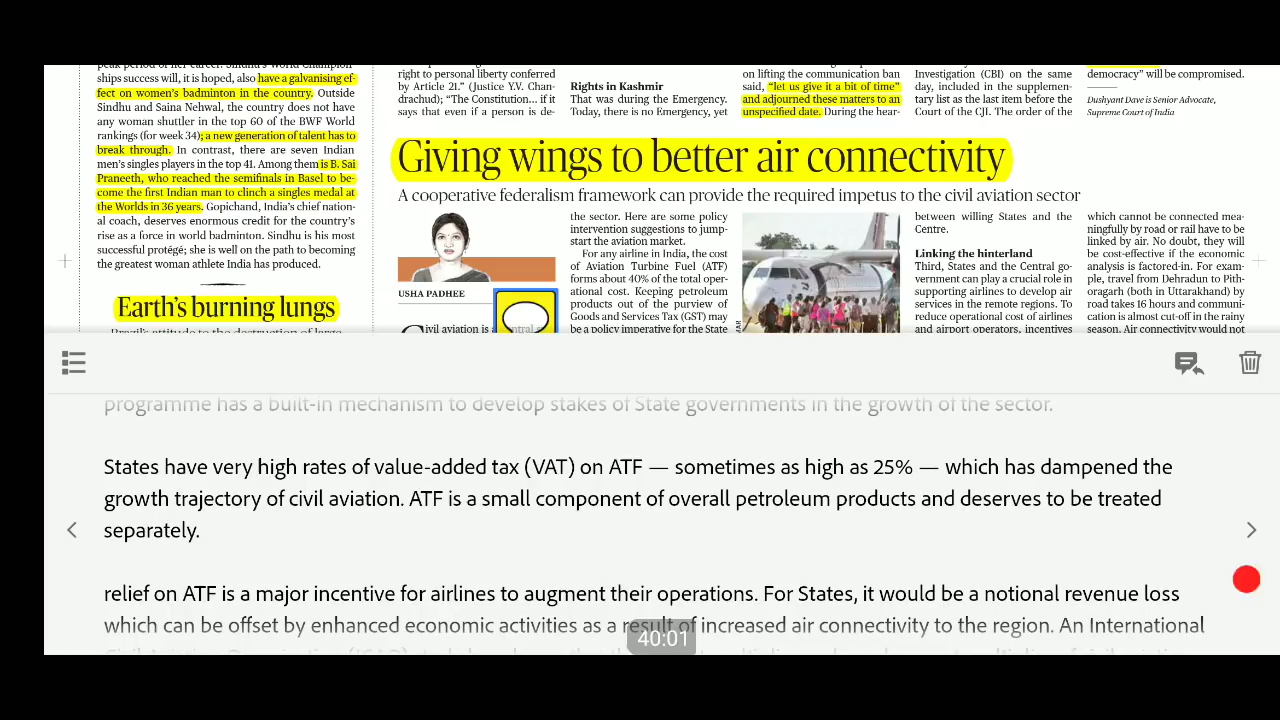 peak period of her career. Sindhu's World Champion-
ships success will, it is hoped, also have a galvanising ef-
fect on women's badminton in the country. Outside
Sindhu and Saina Nehwal, the country does not have
any woman shuttler in the top 60 of the BWF World
rankings (for week 34); a new generation of talent has to
break through. In contrast, there are seven Indian
men's singles players in the top 41. Among them is B. Sai
Praneeth, who reached the semifinals in Basel to be-
come the first Indian man to clinch a singles medal at
the Worlds in 36 years. Gopichand, India's chief nation-
al coach, deserves enormous credit for the country's
rise as a force in world badminton. Sindhu is his most
successful protégé; she is well on the path to becoming
the greatest woman athlete India has produced.
Earth's burning lungs
Brazil's attitude to the destruction of large
right to personal liberty conferred
by Article 21." (Justice Y.V. Chan-
drachud); "The Constitution... if it
says that even if a person is de-
Rights in Kashmir
That was during the Emergency.
Today, there is no Emergency, yet
on lifting the communication ban
said, "let us give it a bit of time"
and adjourned these matters to an
unspecified date. During the hear-
Investigation (CBI) on the same
day, included in the supplemen-
tary list as the last item before the
Court of the CJI. The order of the
democracy" will be compromised.
Dushyant Dave is Senior Advocate,
Supreme Court of India
Giving wings to better air connectivity
A cooperative federalism framework can provide the required impetus to the civil aviation sector
USHA PADHEE
Civil aviation is a central
the sector. Here are some policy
intervention suggestions to jump-
start the aviation market.
For any airline in India, the cost
of Aviation Turbine Fuel (ATF)
forms about 40% of the total oper-
ational cost. Keeping petroleum
products out of the purview of
Goods and Services Tax (GST) may
be a policy imperative for the State
between willing States and the
Centre.
Linking the hinterland
Third, States and the Central go-
vernment can play a crucial role in
supporting airlines to develop air
services in the remote regions. To
reduce operational cost of airlines
and airport operators, incentives
which cannot be connected mea-
ningfully by road or rail have to be
linked by air. No doubt, they will
be cost-effective if the economic
analysis is factored-in. For exam-
ple, travel from Dehradun to Pith-
oragarh (both in Uttarakhand) by
road takes 16 hours and communi-
cation is almost cut-off in the rainy
season. Air connectivity would not
programme has a built-in mechanism to develop stakes of State governments in the growth of the sector.
States have very high rates of value-added tax (VAT) on ATF — sometimes as high as 25% — which has dampened the
growth trajectory of civil aviation. ATF is a small component of overall petroleum products and deserves to be treated
separately.
relief on ATF is a major incentive for airlines to augment their operations. For States, it would be a notional revenue loss
which can be offset by enhanced economic activities as a result of increased air connectivity to the region. An International
40:01